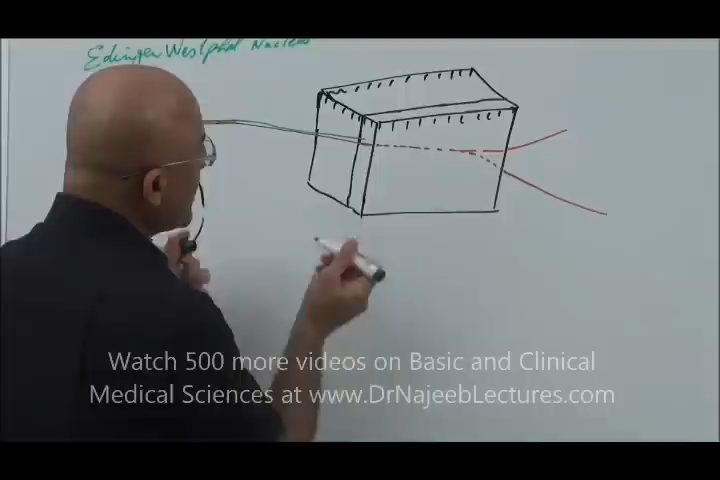 Edinger Westphal Nucleus
Watch 500 more videos on Basic and Clinical
Medical Sciences at www.DrNajeebLectures.com